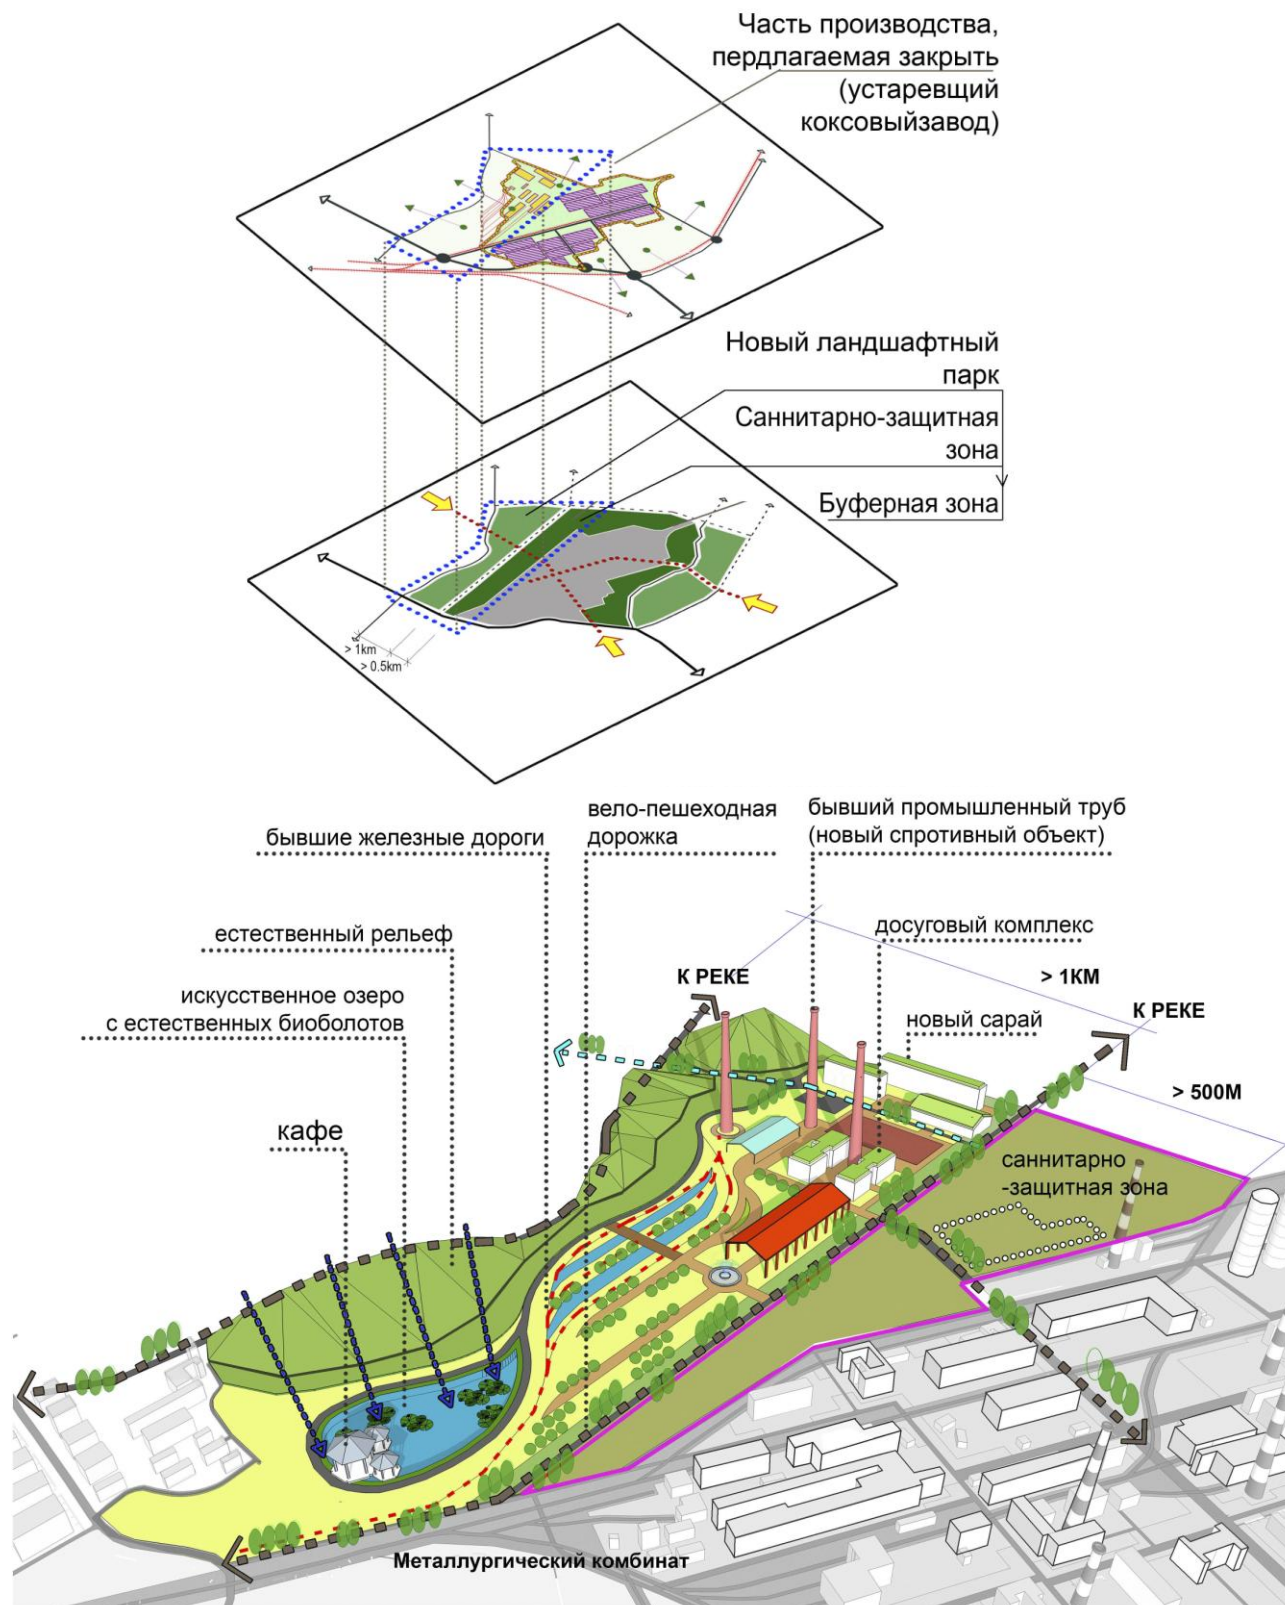 Часть производства,
пердлагаемая закрыть
(устаревщий
коксовыйзавод)
Новый ландшафтный
парк
Саннитарно-защитная
зона
Буферная зона
> 1km
> 0.5km
вело-пешеходная
дорожка
бывший промышленный труб
(новый спротивный объект)
бывшие железные дороги
естественный рельеф
досуговый комплекс
> 1КМ
К РЕКЕ
искусственное озеро
с естественных биоболотов
К РЕКЕ
новый сарай
> 500М
кафе
саннитарно
-защитная зона
Металлургический комбинат